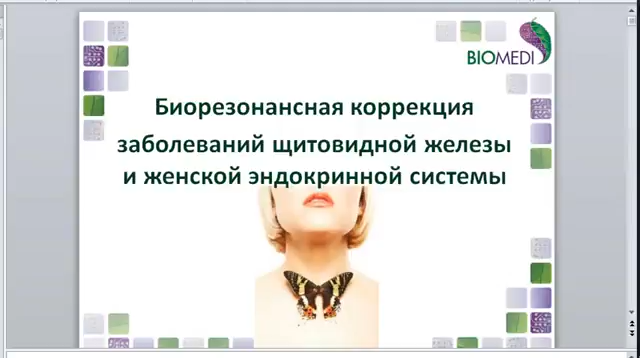 BIOMEDI
Биорезонансная коррекция
заболеваний щитовидной железы
и женской эндокринной системы